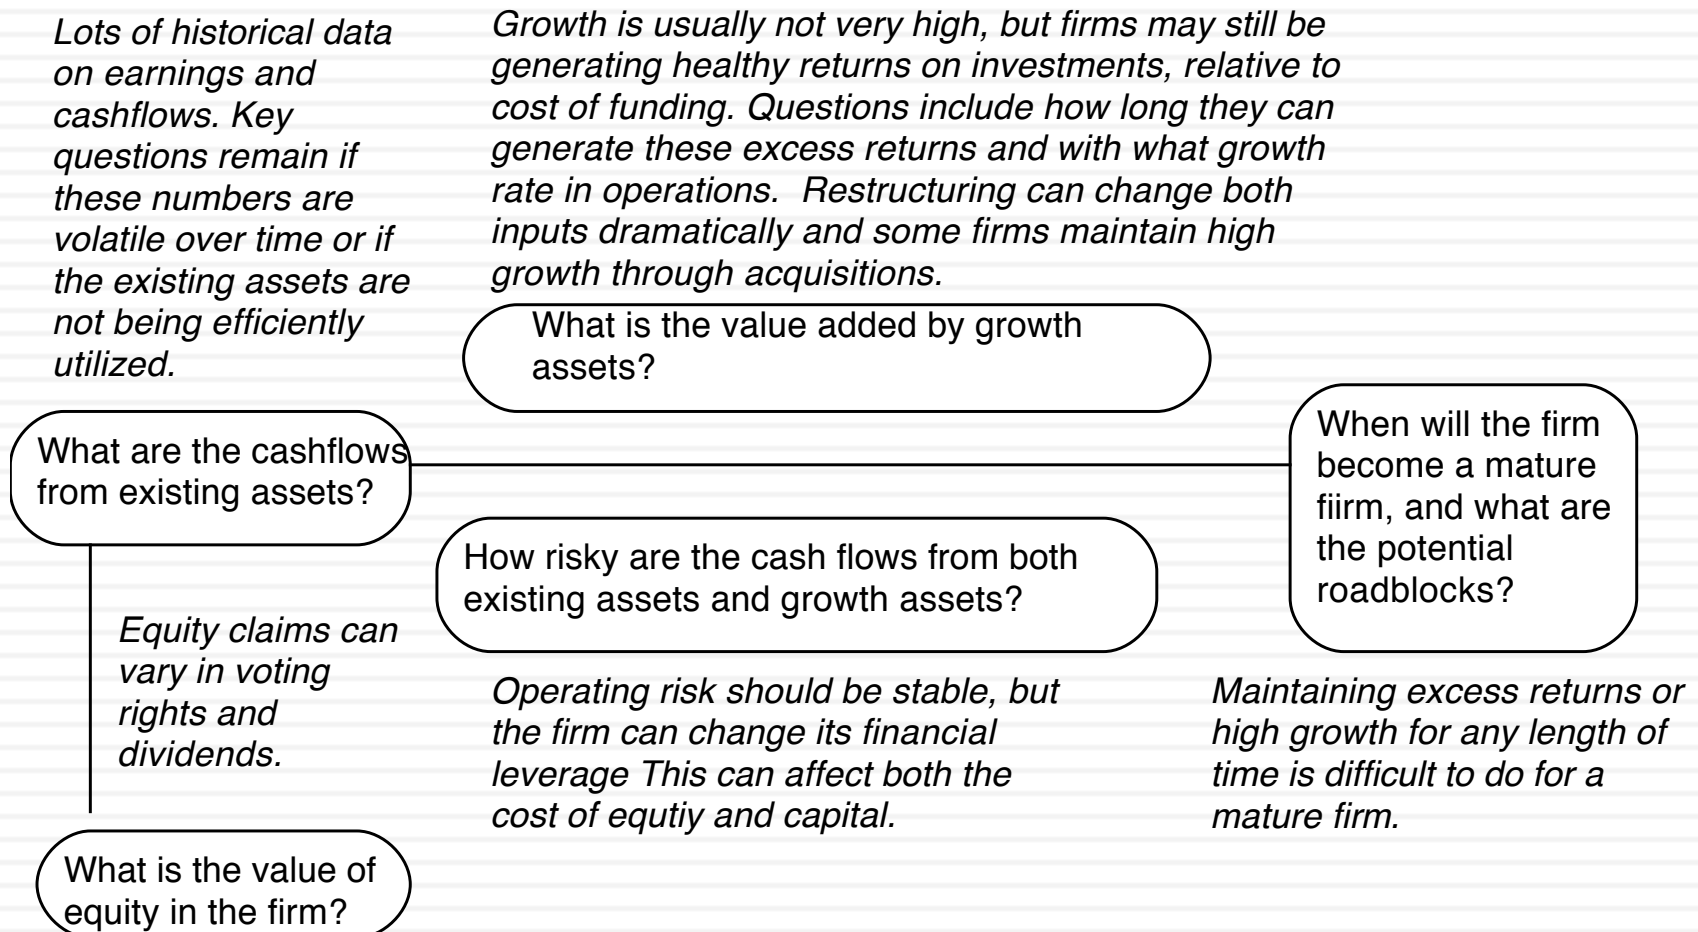 Lots of historical data
on earnings and
cashflows. Key
questions remain if
these numbers are
volatile over time or if
the existing assets are
not being efficiently
utilized.
Growth is usually not very high, but firms may still be
generating healthy returns on investments, relative to
cost of funding. Questions include how long they can
generate these excess returns and with what growth
rate in operations.  Restructuring can change both
inputs dramatically and some firms maintain high
growth through acquisitions.
What is the value added by growth
assets?
What are the cashflows
from existing assets?
When will the firm
become a mature
fiirm, and what are
the potential
roadblocks?
How risky are the cash flows from both
existing assets and growth assets?
Equity claims can
vary in voting
rights and
dividends.
Operating risk should be stable, but
the firm can change its financial
leverage This can affect both the
cost of equtiy and capital.
Maintaining excess returns or
high growth for any length of
time is difficult to do for a
mature firm.
What is the value of
equity in the firm?